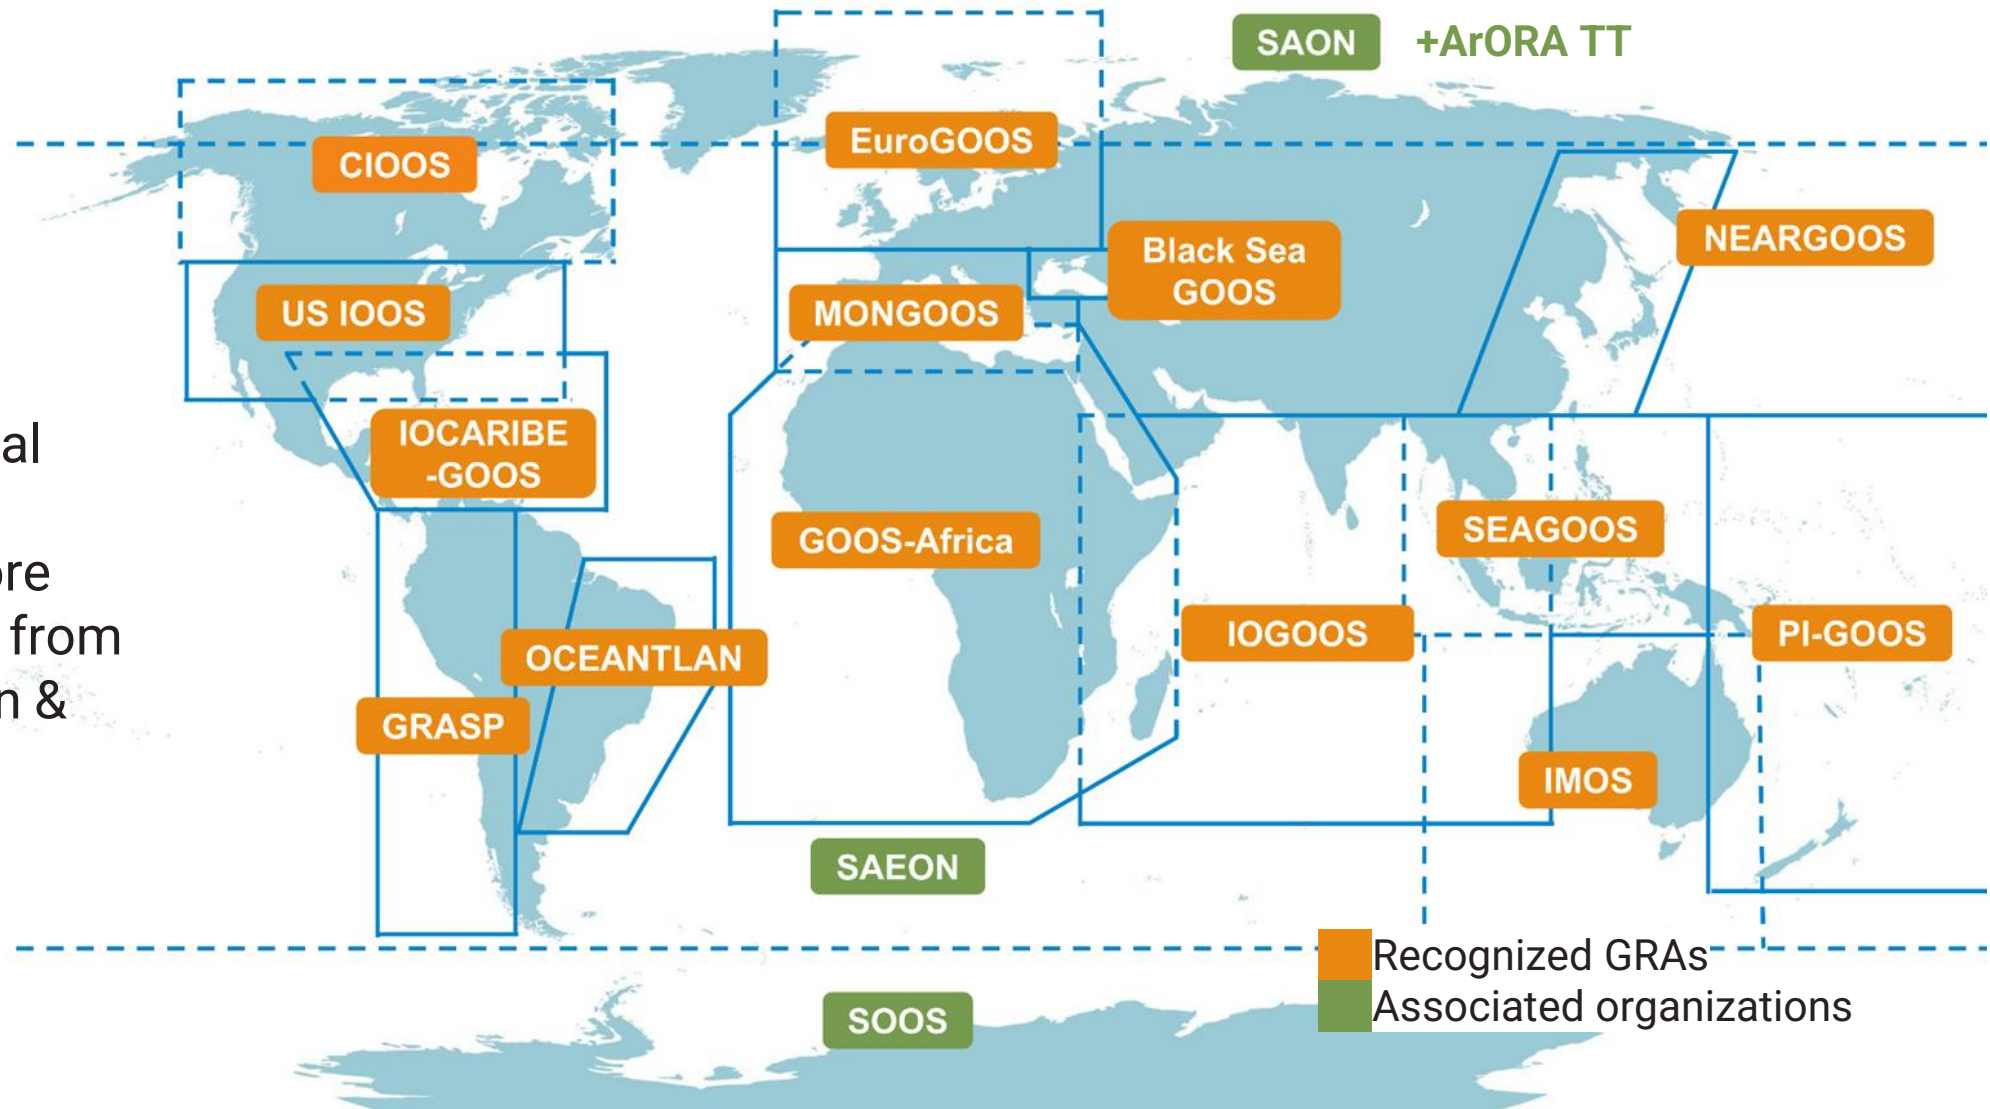 SAON +ArORA TT
EuroGOOS
CIOOS
NEARGOOS
Black Sea
GOOS
US IOOS
MONGOOS
al
IOCARIBE
-GOOS
SEAGOOS
GOOS-Africa
re
from
IOGOOS
PI-GOOS
OCEANTLAN
n &
GRASP
IMOS
SAEON
Recognized GRAs
Associated organizations
SOOS